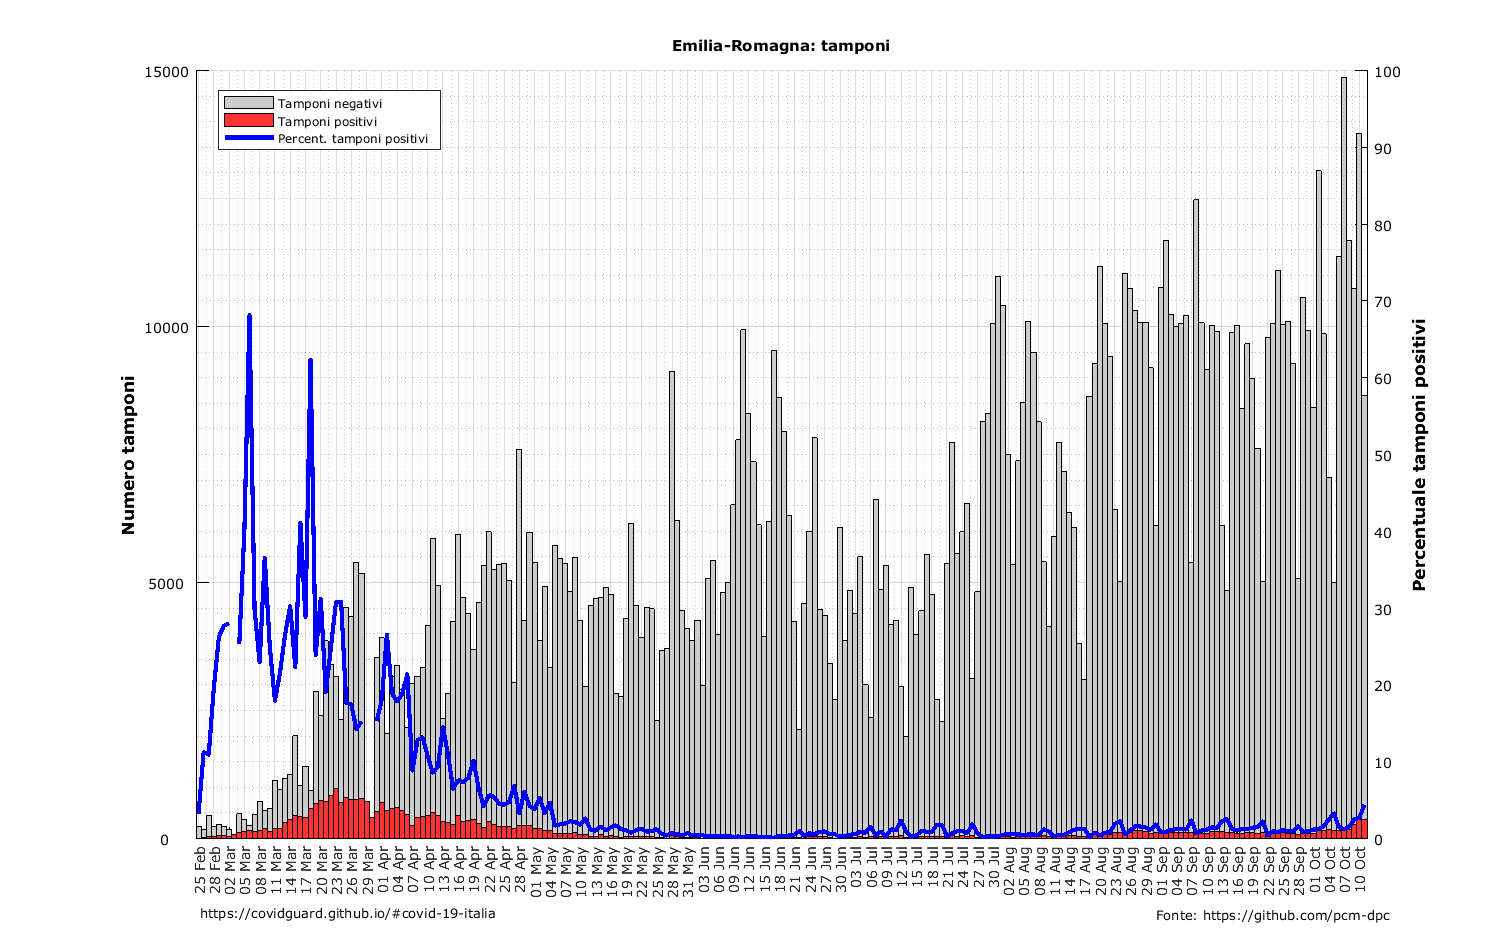 Emilia-Romagna: tamponi
Tamponi negativi
Tamponi positivi
Percent. tamponi positivi
Numero tamponi
15000
10000
5000
0
100
90
80
70
60
50
40
30
20
10
0
Percentuale tamponi positivi
25 Feb
28 Feb
02 Mar
05 Mar
08 Mar
11 Mar
14 Mar
17 Mar
20 Mar
23 Mar
26 Mar
29 Mar
01 Apr
04 Apr
07 Apr
10 Apr
13 Apr
16 Apr
19 Apr
22 Apr
25 Apr
28 Apr
01 May
04 May
07 May
10 May
13 May
16 May
19 May
22 May
25 May
28 May
31 May
03 Jun
06 Jun
09 Jun
12 Jun
15 Jun
18 Jun
21 Jun
24 Jun
27 Jun
30 Jun
03 Jul
06 Jul
09 Jul
12 Jul
15 Jul
18 Jul
21 Jul
24 Jul
27 Jul
30 Jul
02 Aug
05 Aug
08 Aug
11 Aug
14 Aug
17 Aug
20 Aug
23 Aug
26 Aug
29 Aug
01 Sep
04 Sep
07 Sep
10 Sep
13 Sep
16 Sep
19 Sep
22 Sep
25 Sep
28 Sep
01 Oct
04 Oct
07 Oct
10 Oct
https://covidguard.github.io/#covid-19-italia
Fonte: https://github.com/pcm-dpc